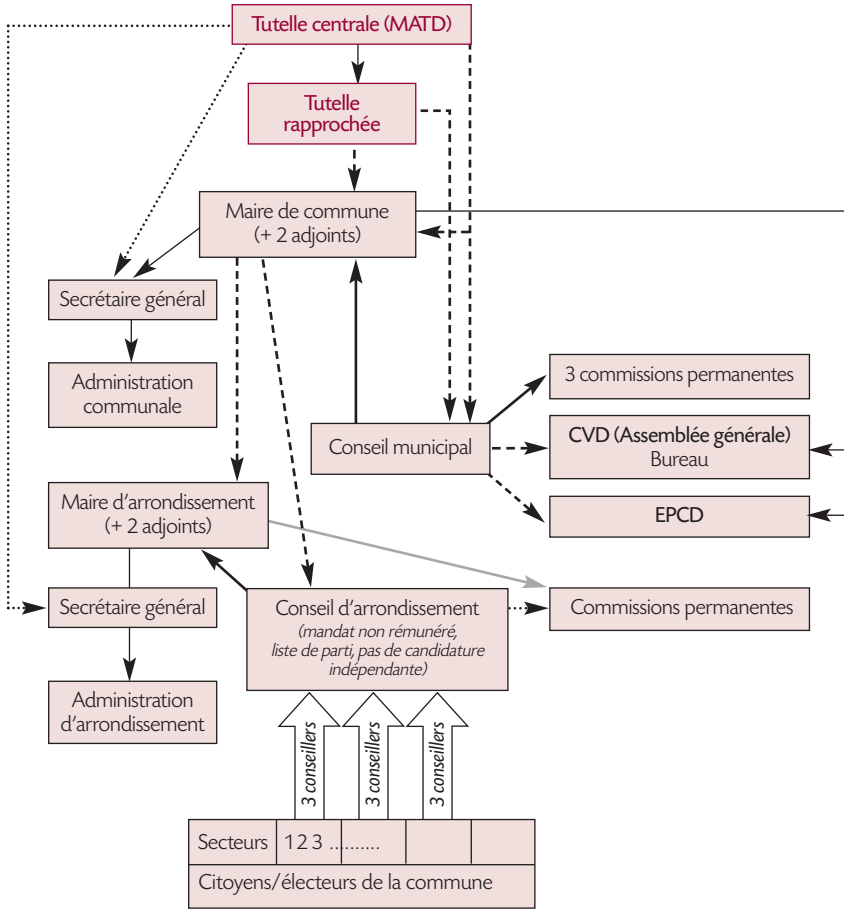 Tutelle centrale (MATD)
Tutelle
rapprochée
Maire de commune
(+ 2 adjoints)
Secrétaire général
Administration
communale
3 commissions permanentes
Conseil municipal
CVD (Assemblée générale)
Bureau
EPCD
Maire d'arrondissement
(+ 2 adjoints)
Secrétaire général
Conseil d'arrondissement
(mandat non rémunéré,
liste de parti, pas de candidature
indépendante)
Commissions permanentes
Administration
d'arrondissement
3 conseillers
3 conseillers
3 conseillers
Secteurs 1 2 3 ..........
Citoyens/électeurs de la commune